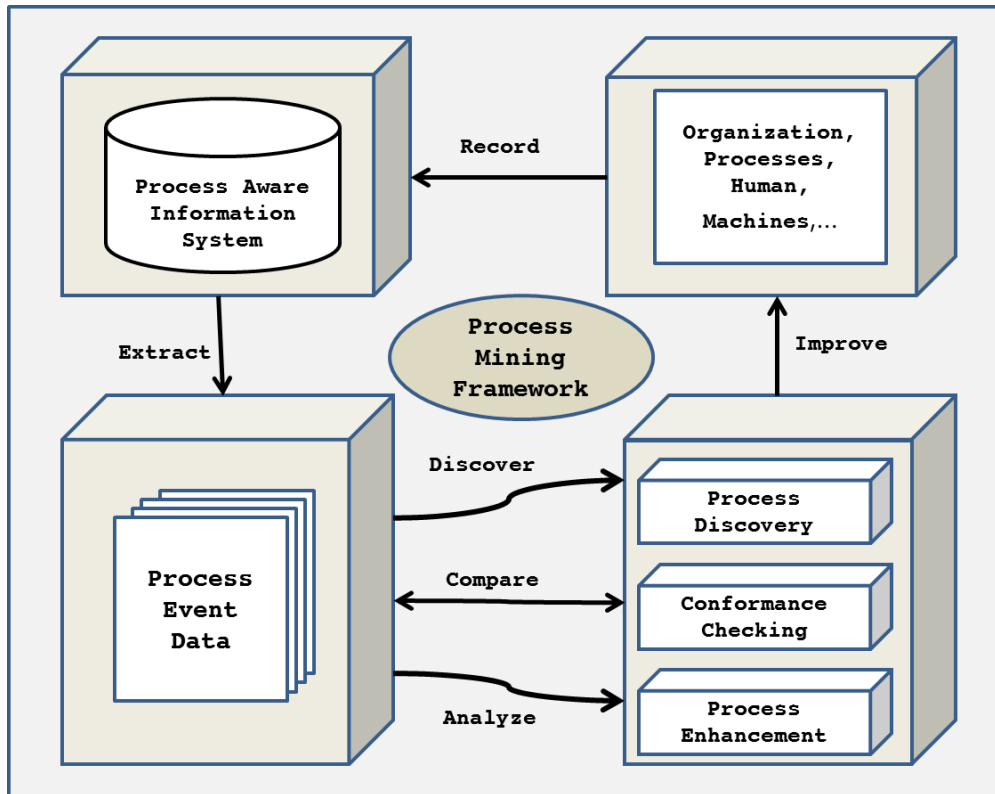 Process Aware
Information
System
Record
Organization,
Processes,
Human,
Machines,...
Extract
Process
Mining
Framework
Improve
Process
Event
Data
Discover
Compare
Analyze
Process
Discovery
Conformance
Checking
Process
Enhancement